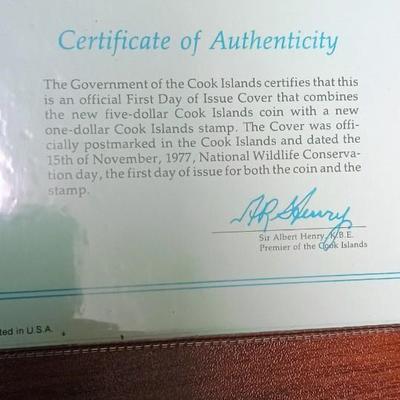 Certificate of Authenticity
The Government of the Cook Islands certifies that this
is an official First Day of Issue Cover that combines
the new five-dollar Cook Islands coin with a new
one-dollar Cook Islands stamp. The Cover was offi-
cially postmarked in the Cook Islands and dated the
15th of November, 1977, National Wildlife Conserva-
tion day, the first day of issue for both the coin and the
stamp.
Sir Albert Henry, K.B.E.
Premier of the Cook Islands
ted in U.S.A.